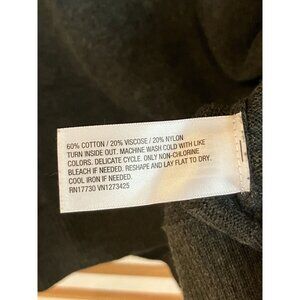 60% COTTON / 20% VISCOSE / 20% NYLON
TURN INSIDE OUT. MACHINE WASH COLD WITH LIKE
COLORS. DELICATE CYCLE. ONLY NON-CHLORINE
BLEACH IF NEEDED. RESHAPE AND LAY FLAT TO DRY.
COOL IRON IF NEEDED.
RN17730 VN1273425